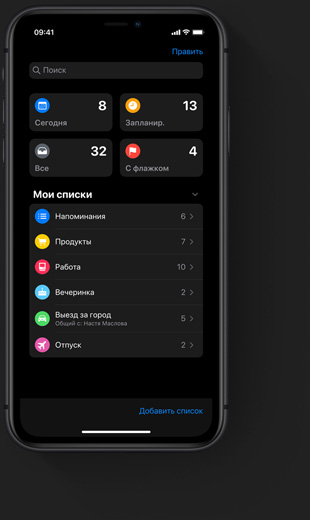 09:41
Править
Поиск
8
Сегодня
13
Запланир.
32
Все
4
С флажком
Мои списки
Напоминания 6
Продукты 7
Работа 10
Вечеринка 2
Выезд за город 5
Общий с: Настя Маслова
Отпуск 2
Добавить список